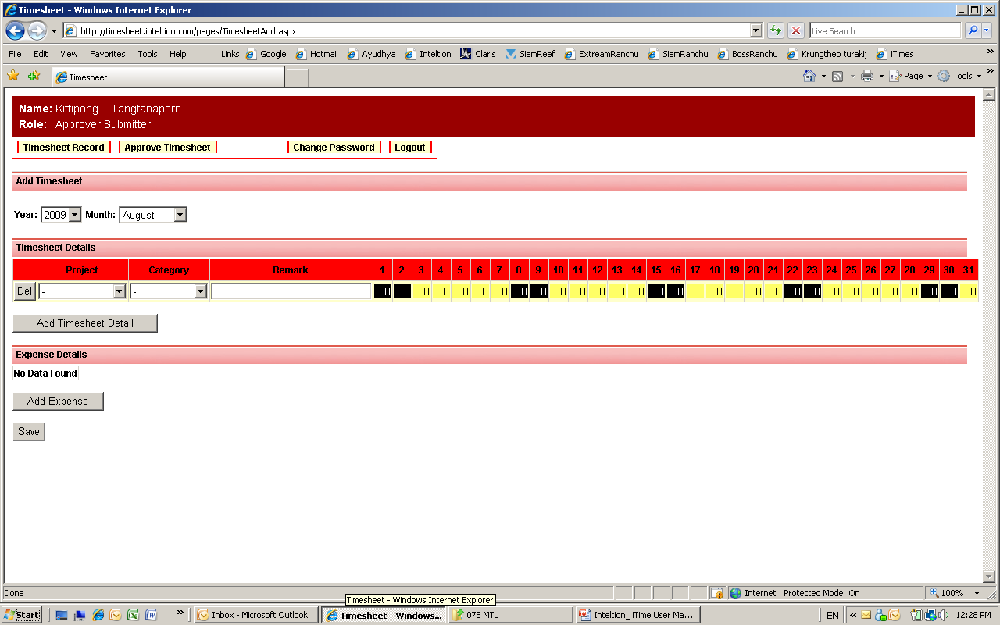 Timesheet - Windows Internet Explorer
http://timesheet.inteltion.com/pages/TimesheetAdd.aspx
Live Search
File Edit View Favorites Tools Help Links Google Hotmail Ayudhya Inteltion Claris SiamReef ExtreamRanchu SiamRanchu BossRanchu Krungthep turakij iTimes »
Timesheet Page Tools »
Name: Kittipong Tangtanaporn
Role: Approver Submitter
Timesheet Record Approve Timesheet Change Password Logout
Add Timesheet
Year: 2009 Month: August
Timesheet Details
Project Category Remark 1 2 3 4 5 6 7 8 9 10 11 12 13 14 15 16 17 18 19 20 21 22 23 24 25 26 27 28 29 30 31
Del - - 0 0 0 0 0 0 0 0 0 0 0 0 0 0 0 0 0 0 0 0 0 0 0 0 0 0 0 0 0 0 0
Add Timesheet Detail
Expense Details
No Data Found
Add Expense
Save
Done Internet | Protected Mode: On 100%
Timesheet - Windows Internet Explorer
Start » Inbox - Microsoft Outlook Timesheet - Windows... 075 MTL Inteltion_ iTime User Ma... EN « 12:28 PM